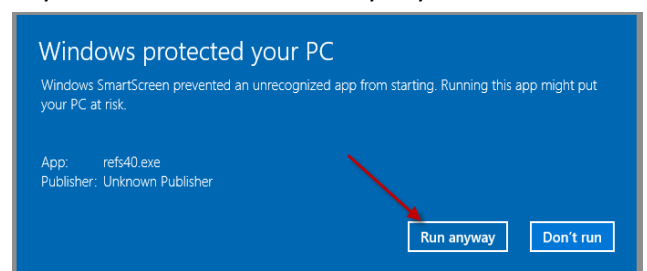 Windows protected your PC
Windows SmartScreen prevented an unrecognized app from starting. Running this app might put
your PC at risk.
App: refs40.exe
Publisher: Unknown Publisher
Run anyway Don't run